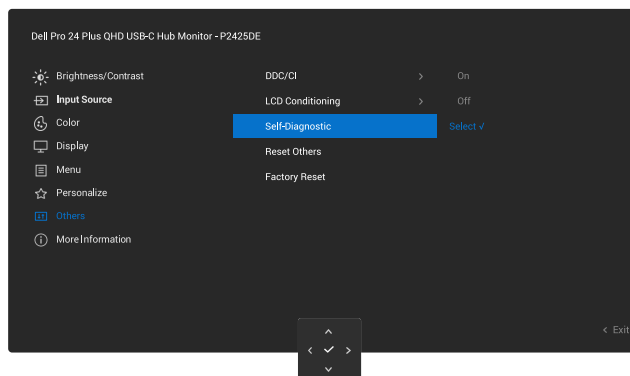 Dell Pro 24 Plus QHD USB-C Hub Monitor - P2425DE
Brightness/Contrast
Input Source
Color
Display
Menu
Personalize
Others
More Information
DDC/CI > On
LCD Conditioning > Off
Self-Diagnostic Select √
Reset Others
Factory Reset
< Exit